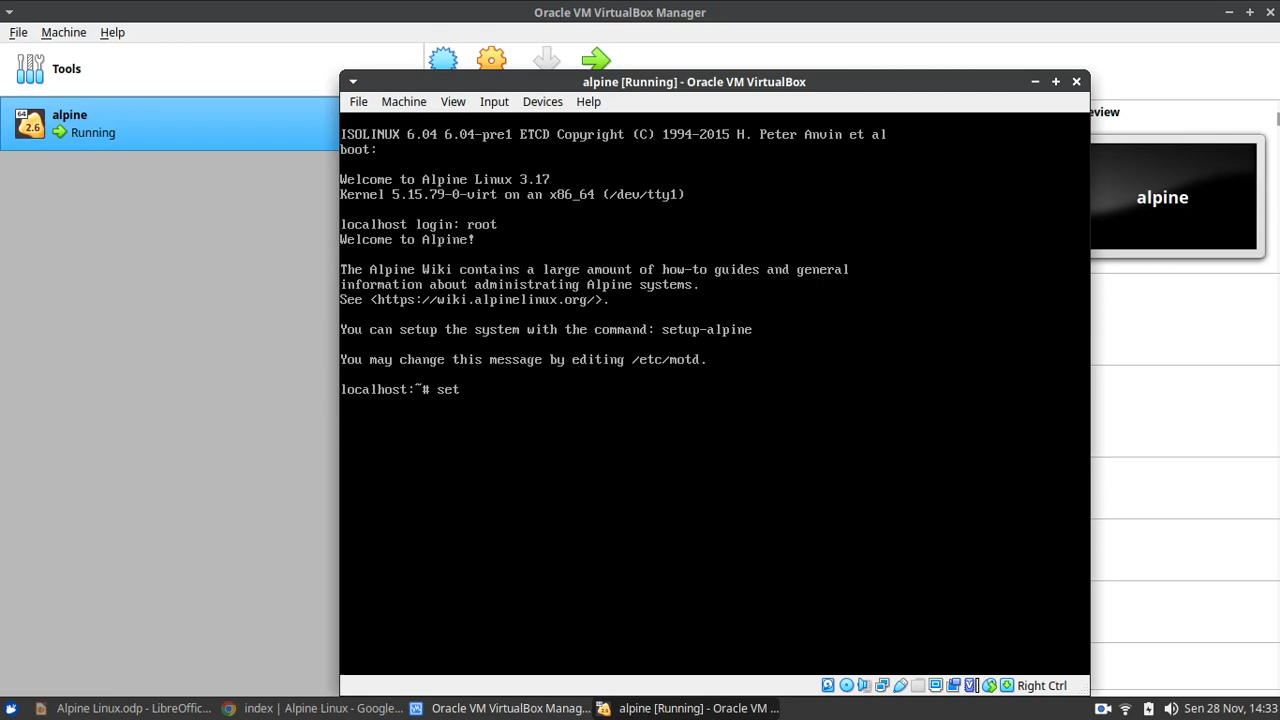 Oracle VM VirtualBox Manager
File Machine Help
Tools
alpine
Running
64
2.6
alpine [Running] - Oracle VM VirtualBox
File Machine View Input Devices Help
eview
alpine
ISOLINUX 6.04 6.04-pre1 ETCD Copyright (C) 1994-2015 H. Peter Anvin et al
boot:
Welcome to Alpine Linux 3.17
Kernel 5.15.79-0-virt on an x86_64 (/dev/tty1)
localhost login: root
Welcome to Alpine!
The Alpine Wiki contains a large amount of how-to guides and general
information about administrating Alpine systems.
See <https://wiki.alpinelinux.org/>.
You can setup the system with the command: setup-alpine
You may change this message by editing /etc/motd.
localhost:~# set
Right Ctrl
Alpine Linux.odp - LibreOffic... index | Alpine Linux - Google... Oracle VM VirtualBox Manag... alpine [Running] - Oracle VM ... Sen 28 Nov, 14:33